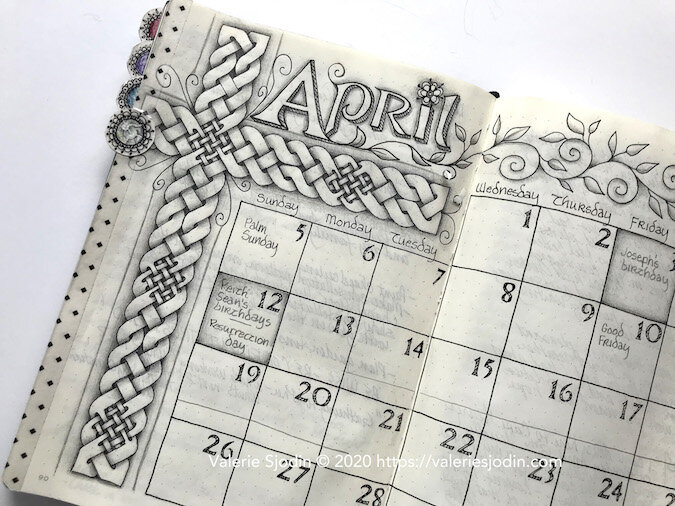 April
Sunday Monday Tuesday Wednesday Thursday Friday
1 2 3
Joseph's
birthday
Palm
Sunday
5 6 7 8 9 10
Good
Friday
12 13 14 15 16 17
Keith
Sean's
birthdays
Resurrection
day
19 20 21 22 23 24
26 27 28
Valerie Sjodin © 2020 https://valeriesjodin.com
90